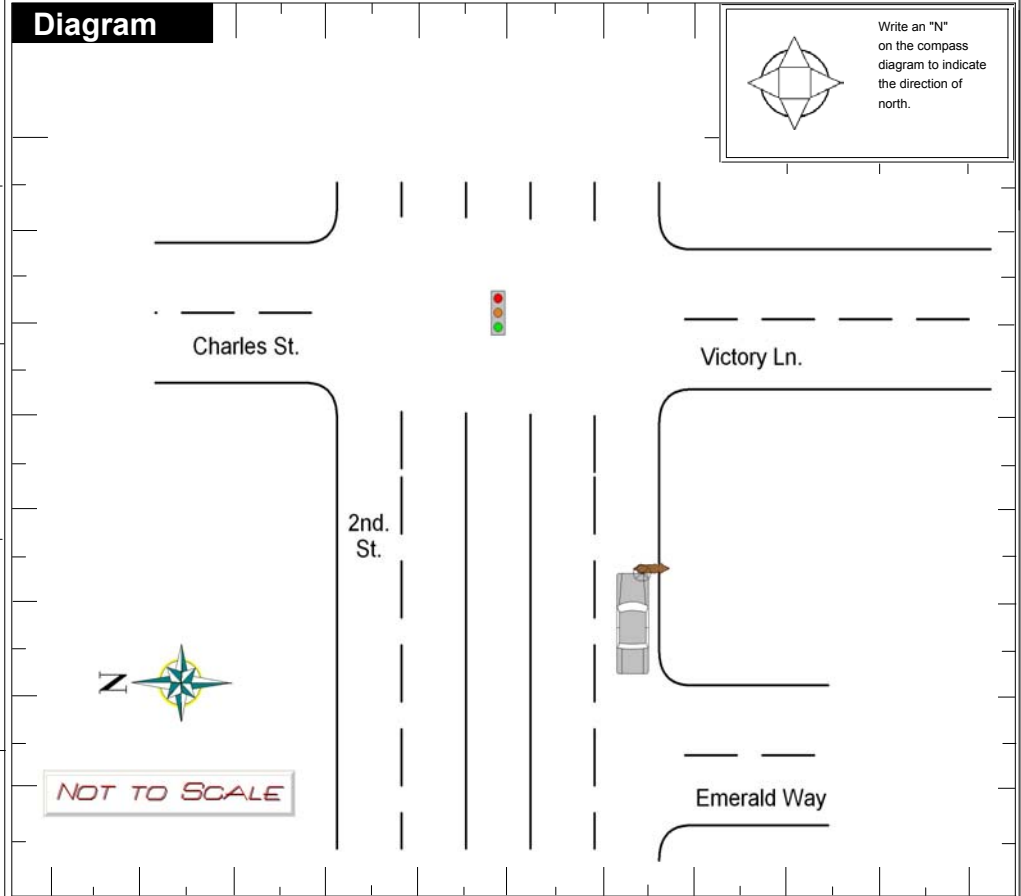 Diagram
Write an "N"
on the compass
diagram to indicate
the direction of
north.
Charles St.
Victory Ln.
2nd.
St.
N
NOT TO SCALE
Emerald Way